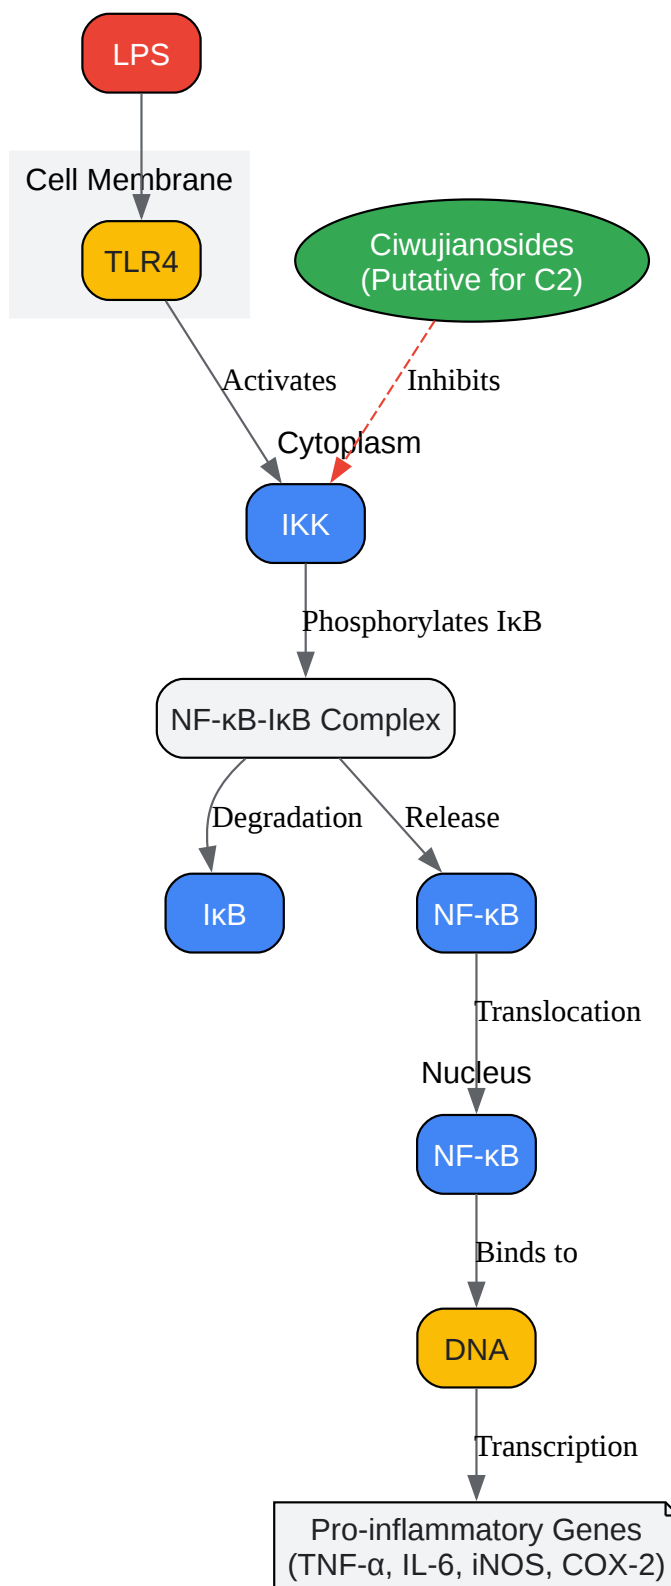 LPS
Cell Membrane
TLR4
Ciwujianosides
(Putative for C2)
Activates
Inhibits
Cytoplasm
IKK
Phosphorylates IκB
NF-κB-IκB Complex
Degradation
Release
IκB
NF-κB
Translocation
Nucleus
NF-κB
Binds to
DNA
Transcription
Pro-inflammatory Genes
(TNF-α, IL-6, iNOS, COX-2)